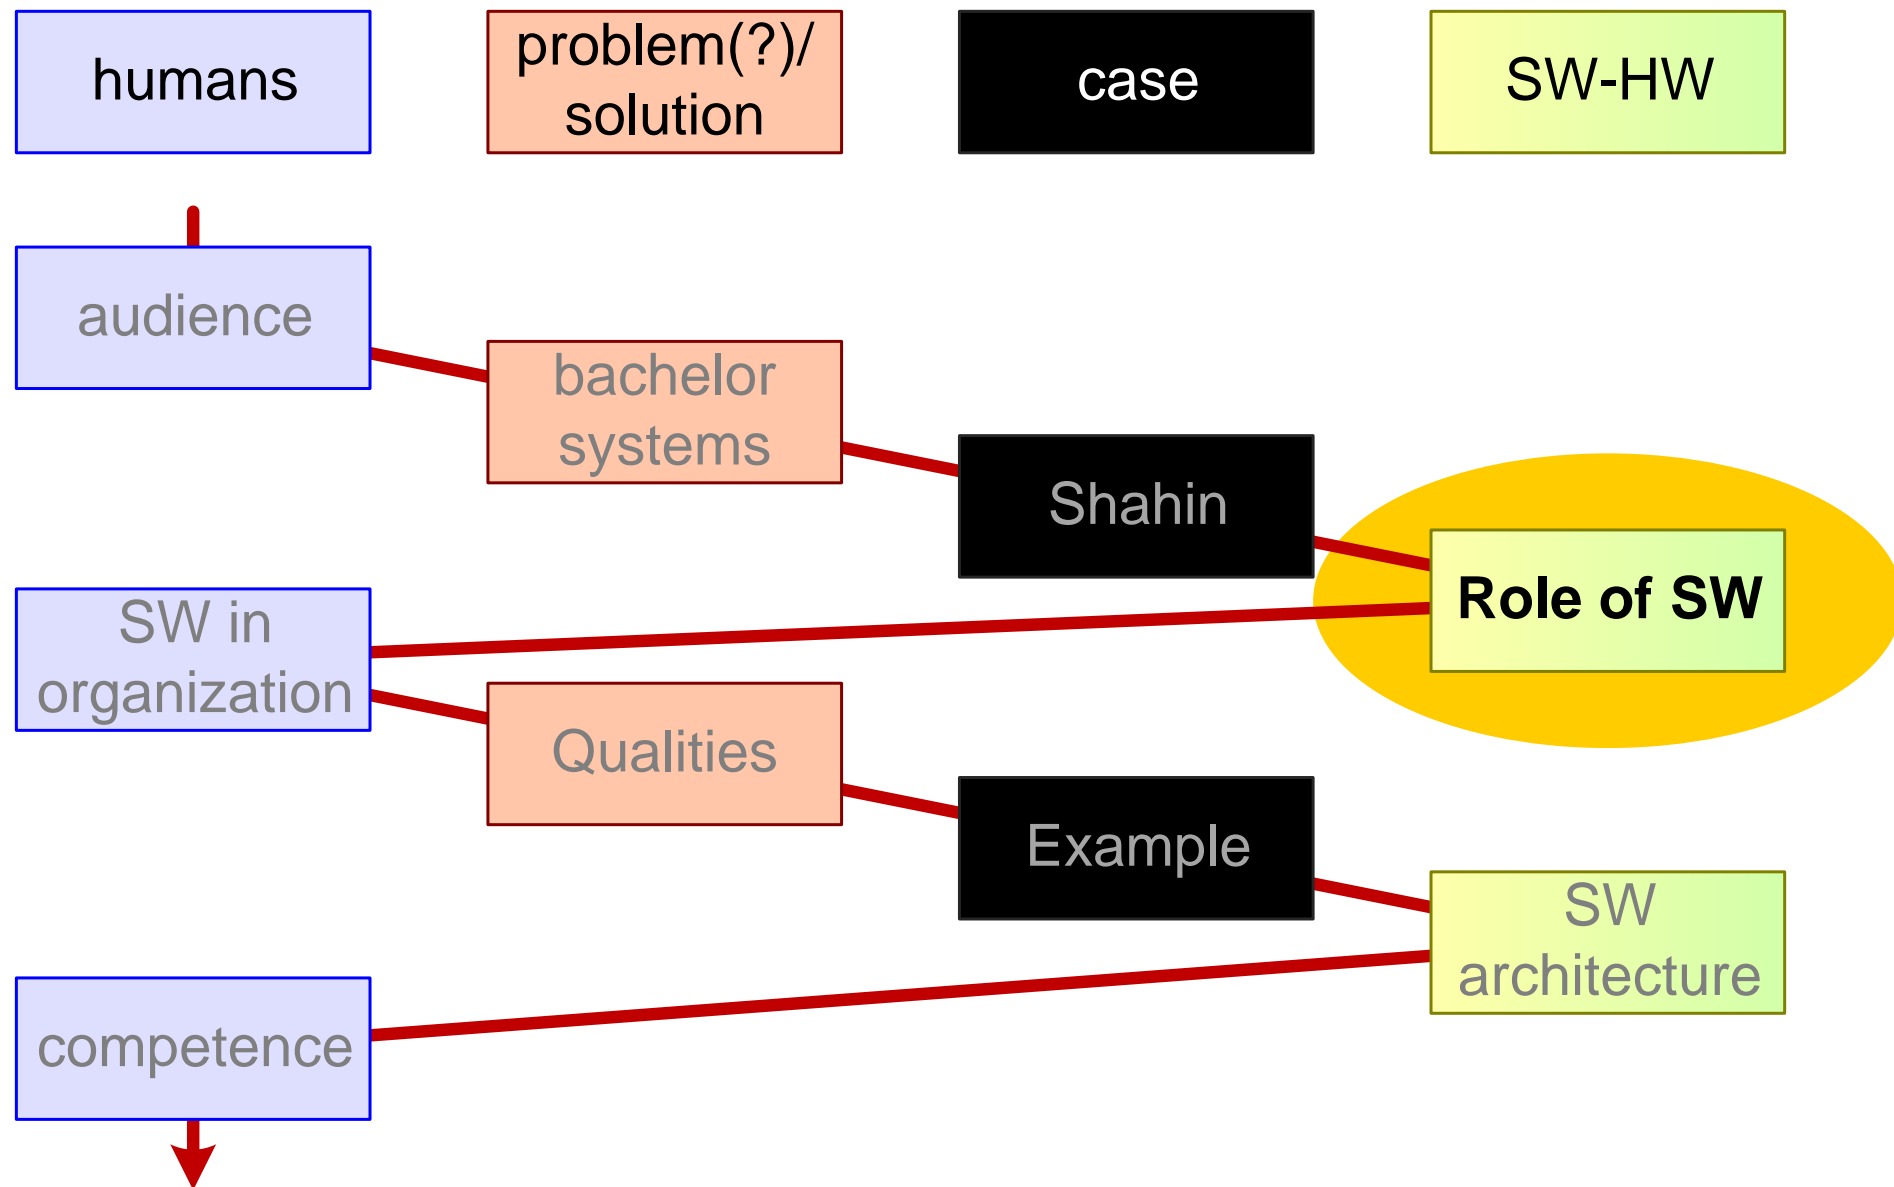 humans
problem(?)/
solution
case
SW-HW
audience
bachelor
systems
Shahin
Role of SW
SW in
organization
Qualities
Example
SW
architecture
competence